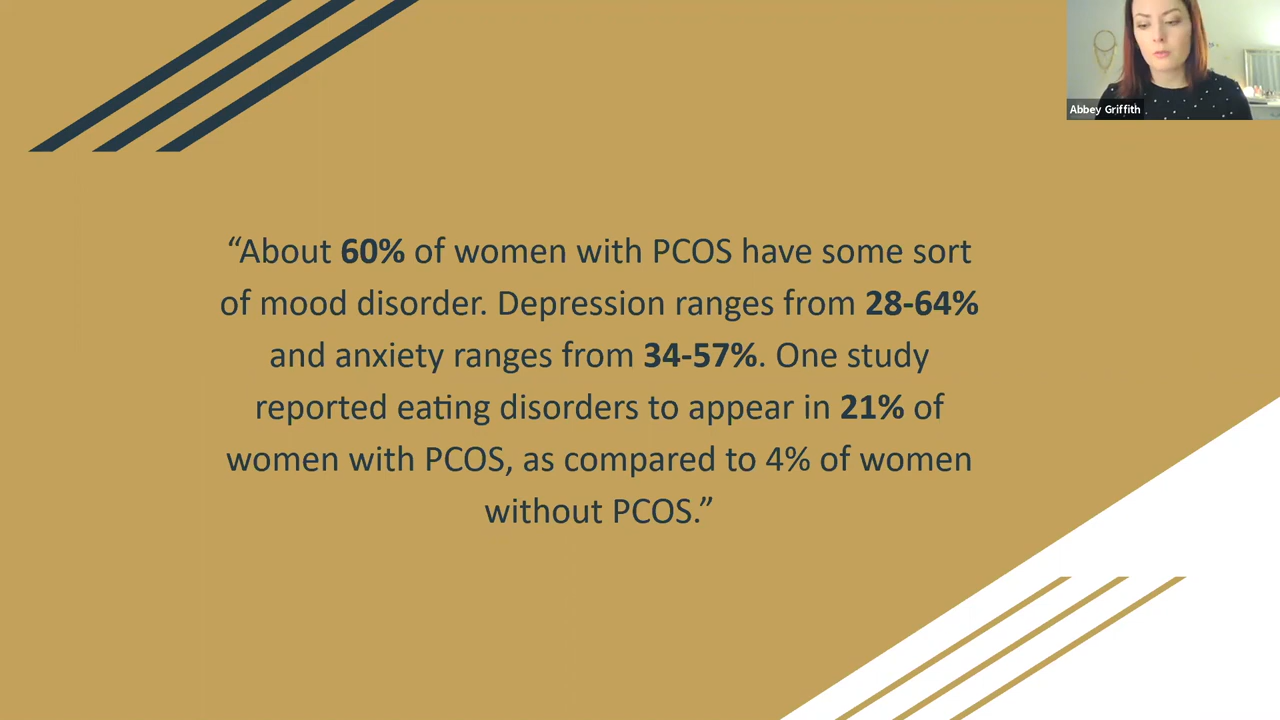 Abbey Griffith
“About 60% of women with PCOS have some sort
of mood disorder. Depression ranges from 28-64%
and anxiety ranges from 34-57%. One study
reported eating disorders to appear in 21% of
women with PCOS, as compared to 4% of women
without PCOS.”